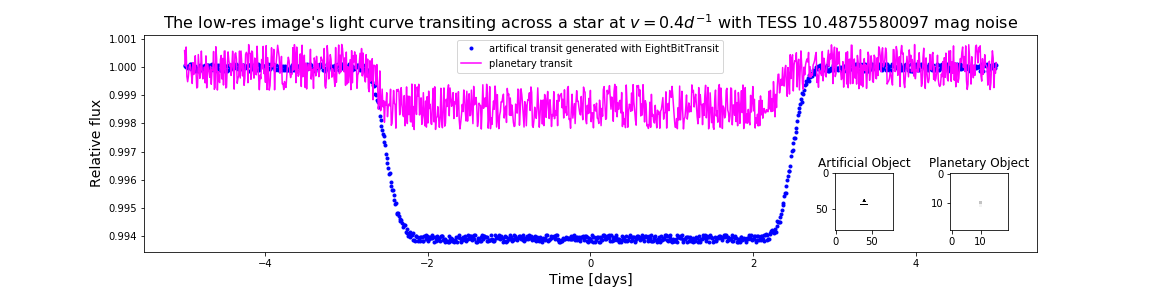 The low-res image's light curve transiting across a star at v = 0.4d⁻¹ with TESS 10.4875580097 mag noise
artifical transit generated with EightBitTransit
planetary transit
Relative flux
1.001
1.000
0.999
0.998
0.997
0.996
0.995
0.994
Artificial Object
0
50
0 50
Planetary Object
0
10
0 10
−4 −2 0 2 4
Time [days]